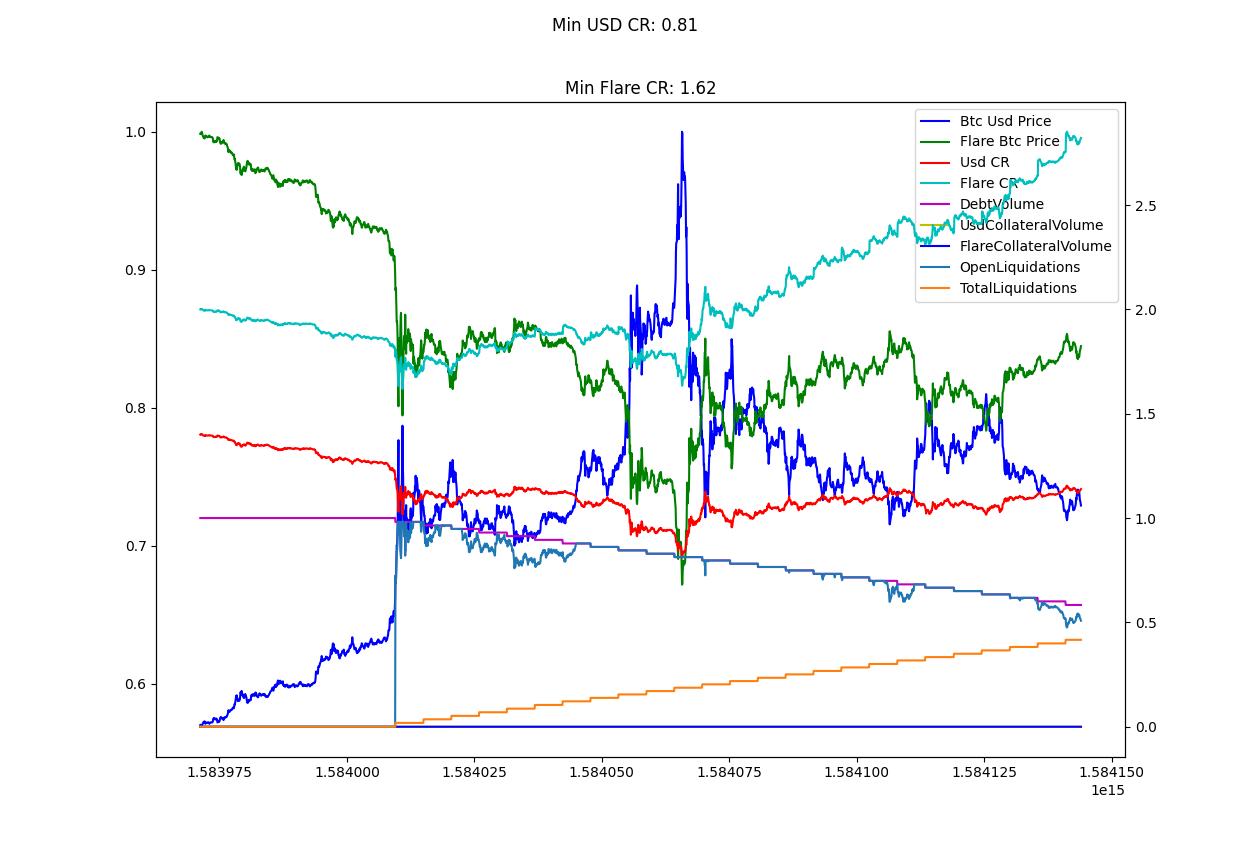 Min USD CR: 0.81
Min Flare CR: 1.62
1.0
0.9
0.8
0.7
0.6
Btc Usd Price
Flare Btc Price
Usd CR
Flare CR
DebtVolume
UsdCollateralVolume
FlareCollateralVolume
OpenLiquidations
TotalLiquidations
2.5
2.0
1.5
1.0
0.5
0.0
1.583975 1.584000 1.584025 1.584050 1.584075 1.584100 1.584125 1.584150
1e15